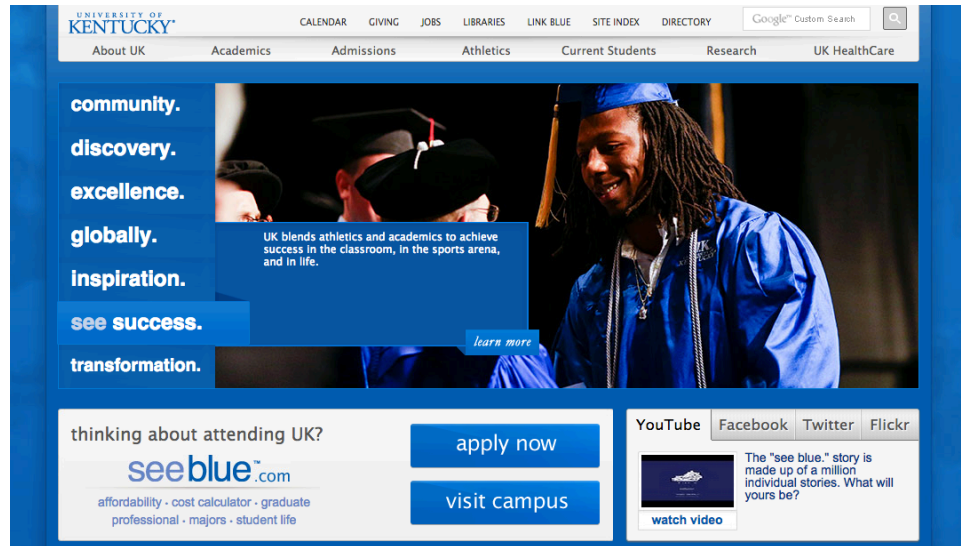 UNIVERSITY OF
KENTUCKY
CALENDAR GIVING JOBS LIBRARIES LINK BLUE SITE INDEX DIRECTORY Google™ Custom Search
About UK Academics Admissions Athletics Current Students Research UK HealthCare
community.
discovery.
excellence.
globally.
inspiration.
see success.
transformation.
UK blends athletics and academics to achieve
success in the classroom, in the sports arena,
and in life.
learn more
UK
thinking about attending UK?
seeblue™.com
affordability - cost calculator - graduate
professional - majors - student life
apply now
visit campus
YouTube Facebook Twitter Flickr
The "see blue." story is
made up of a million
individual stories. What will
yours be?
watch video